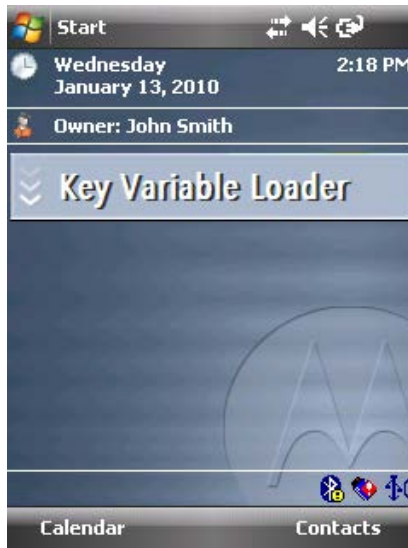 Start
Wednesday 2:18 PM
January 13, 2010
Owner: John Smith
Key Variable Loader
Calendar Contacts